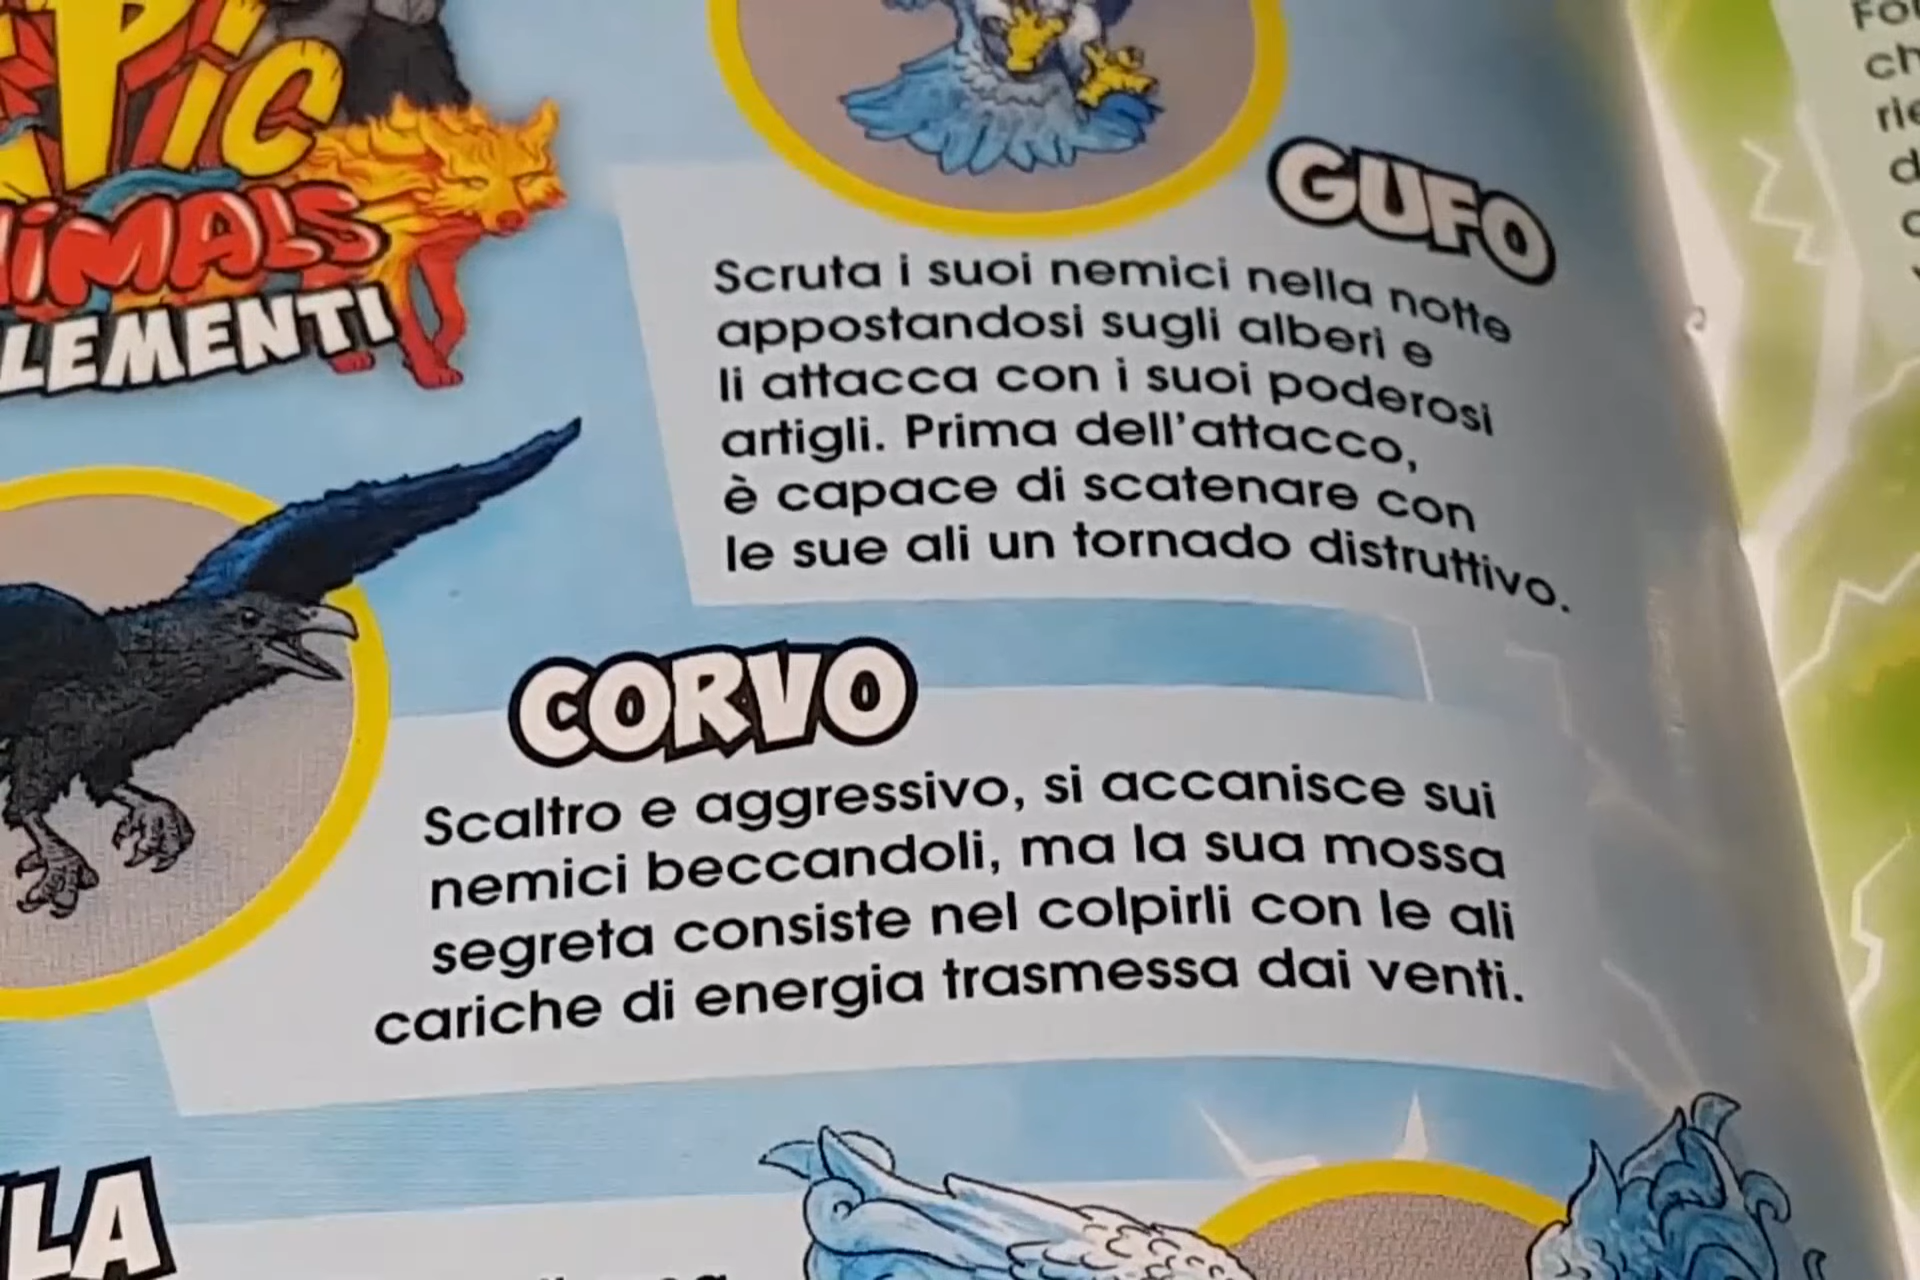 EPIC
ANIMALS
ELEMENTI
GUFO
Scruta i suoi nemici nella notte
appostandosi sugli alberi e
li attacca con i suoi poderosi
artigli. Prima dell'attacco,
è capace di scatenare con
le sue ali un tornado distruttivo.
CORVO
Scaltro e aggressivo, si accanisce sui
nemici beccandoli, ma la sua mossa
segreta consiste nel colpirli con le ali
cariche di energia trasmessa dai venti.
LA